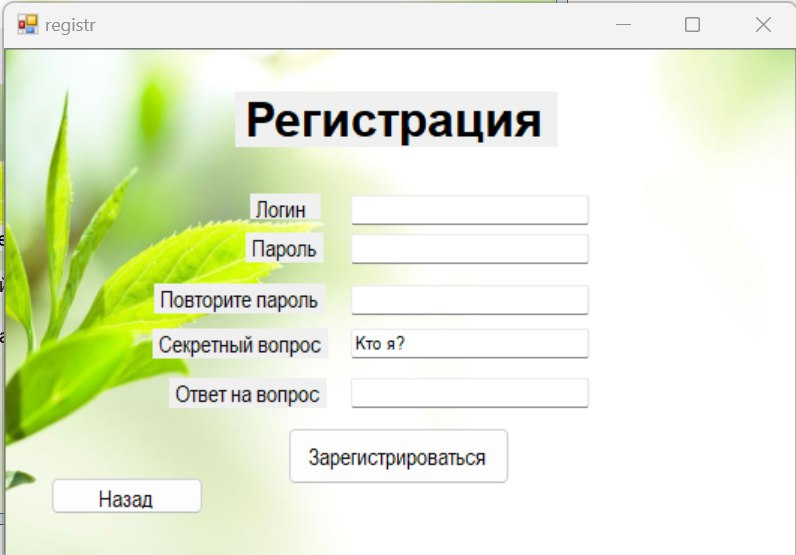 registr
Регистрация
Логин
Пароль
Повторите пароль
Секретный вопрос
Кто я?
Ответ на вопрос
Зарегистрироваться
Назад